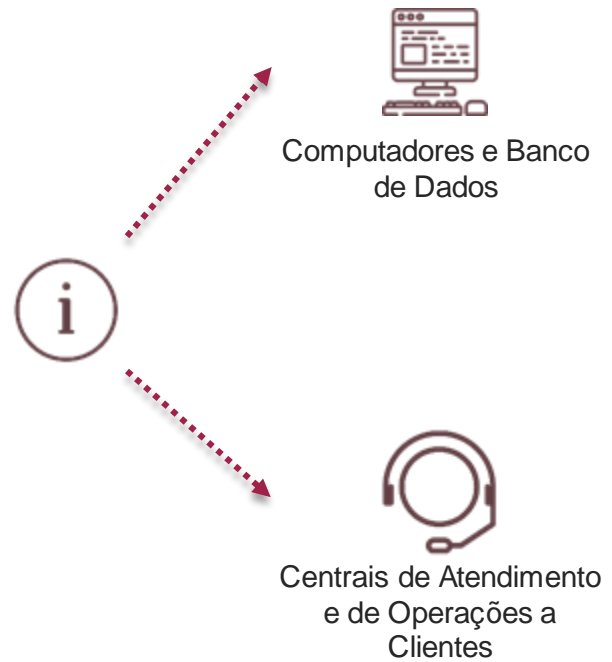 Computadores e Banco
de Dados
i
Centrais de Atendimento
e de Operações a
Clientes